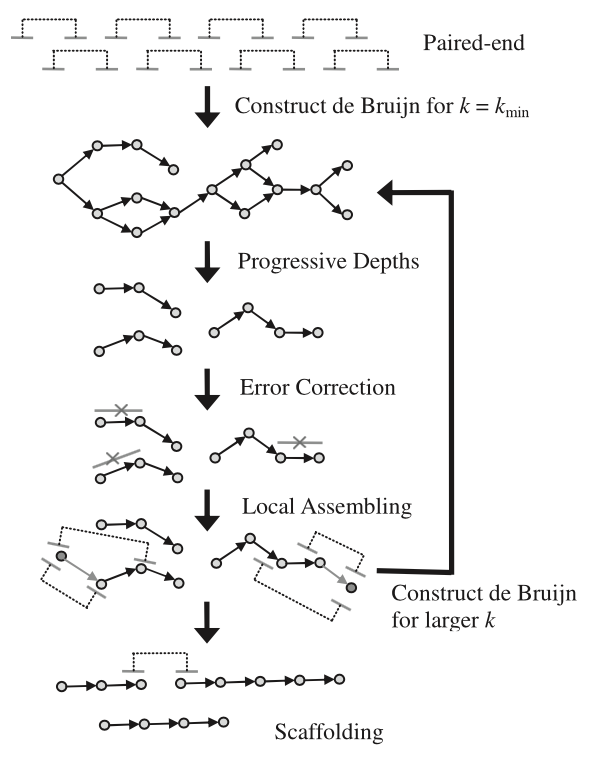 Paired-end
Construct de Bruijn for k = kmin
Progressive Depths
Error Correction
Local Assembling
Construct de Bruijn
for larger k
Scaffolding